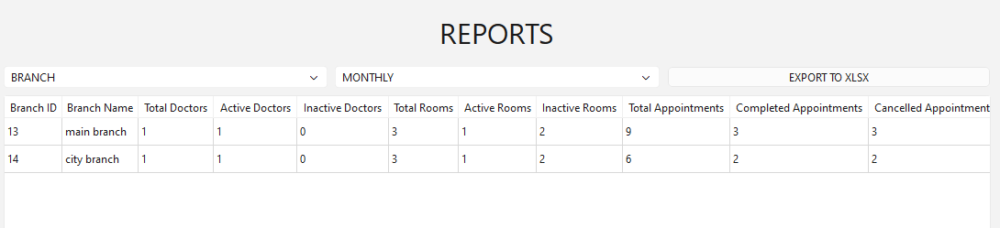 REPORTS
BRANCH MONTHLY EXPORT TO XLSX
Branch ID Branch Name Total Doctors Active Doctors Inactive Doctors Total Rooms Active Rooms Inactive Rooms Total Appointments Completed Appointments Cancelled Appointment
13 main branch 1 1 0 3 1 2 9 3 3
14 city branch 1 1 0 3 1 2 6 2 2